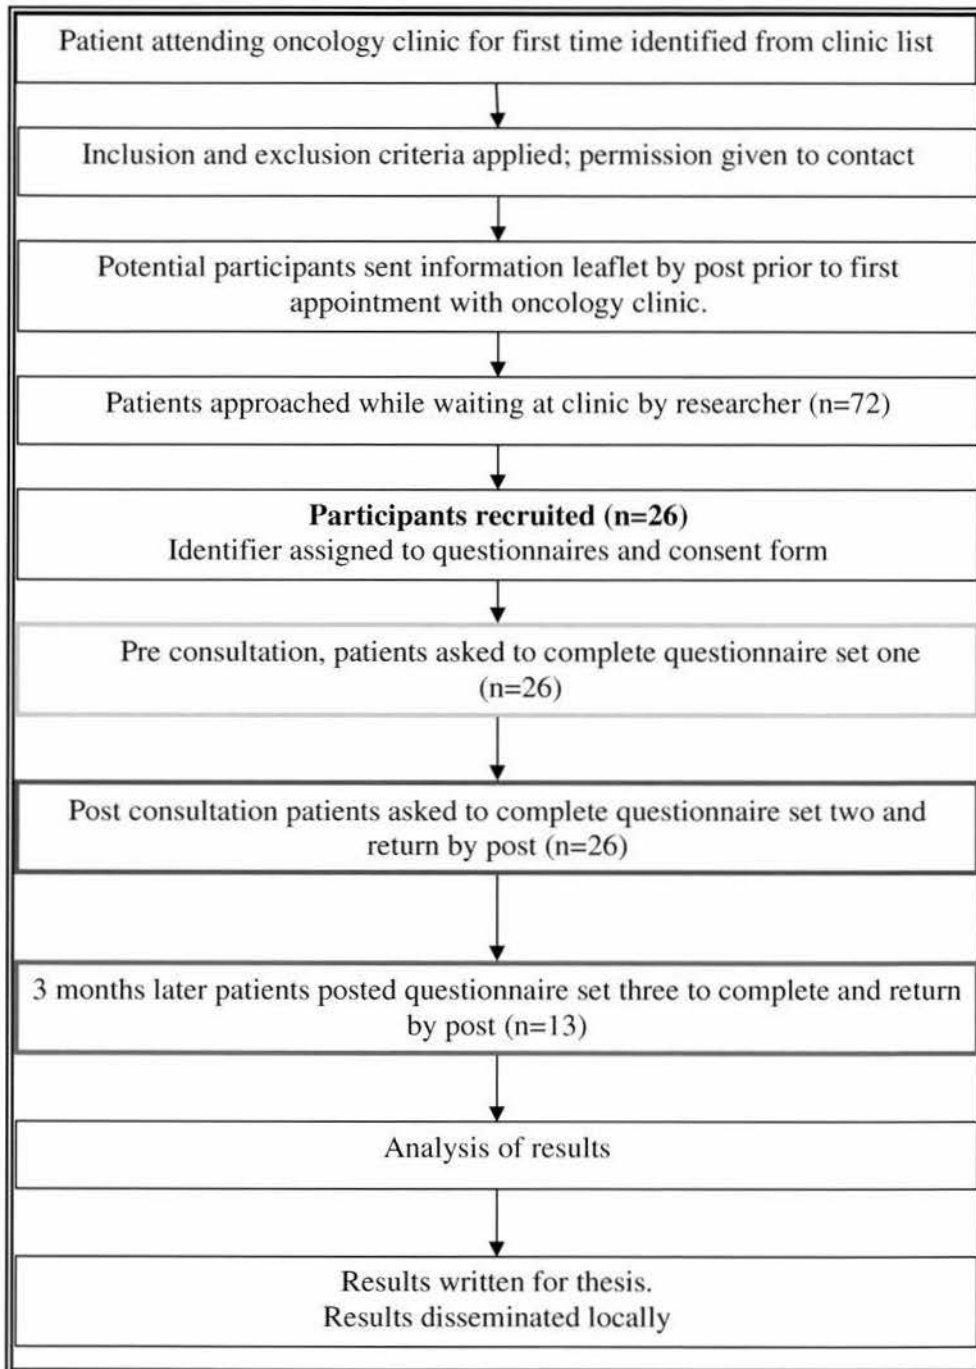 Patient attending oncology clinic for first time identified from clinic list
Inclusion and exclusion criteria applied; permission given to contact
Potential participants sent information leaflet by post prior to first
appointment with oncology clinic.
Patients approached while waiting at clinic by researcher (n=72)
Participants recruited (n=26)
Identifier assigned to questionnaires and consent form
Pre consultation, patients asked to complete questionnaire set one
(n=26)
Post consultation patients asked to complete questionnaire set two and
return by post (n=26)
3 months later patients posted questionnaire set three to complete and return
by post (n=13)
Analysis of results
Results written for thesis.
Results disseminated locally